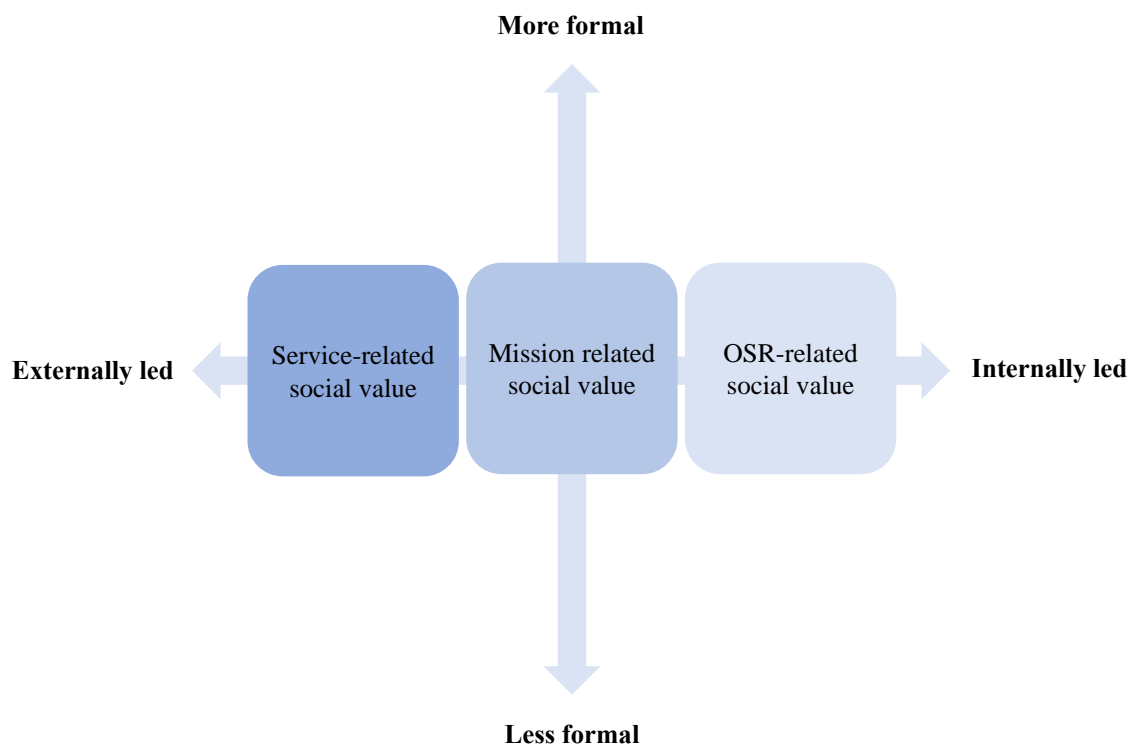 More formal
Externally led
Service-related
social value
Mission related
social value
OSR-related
social value
Internally led
Less formal